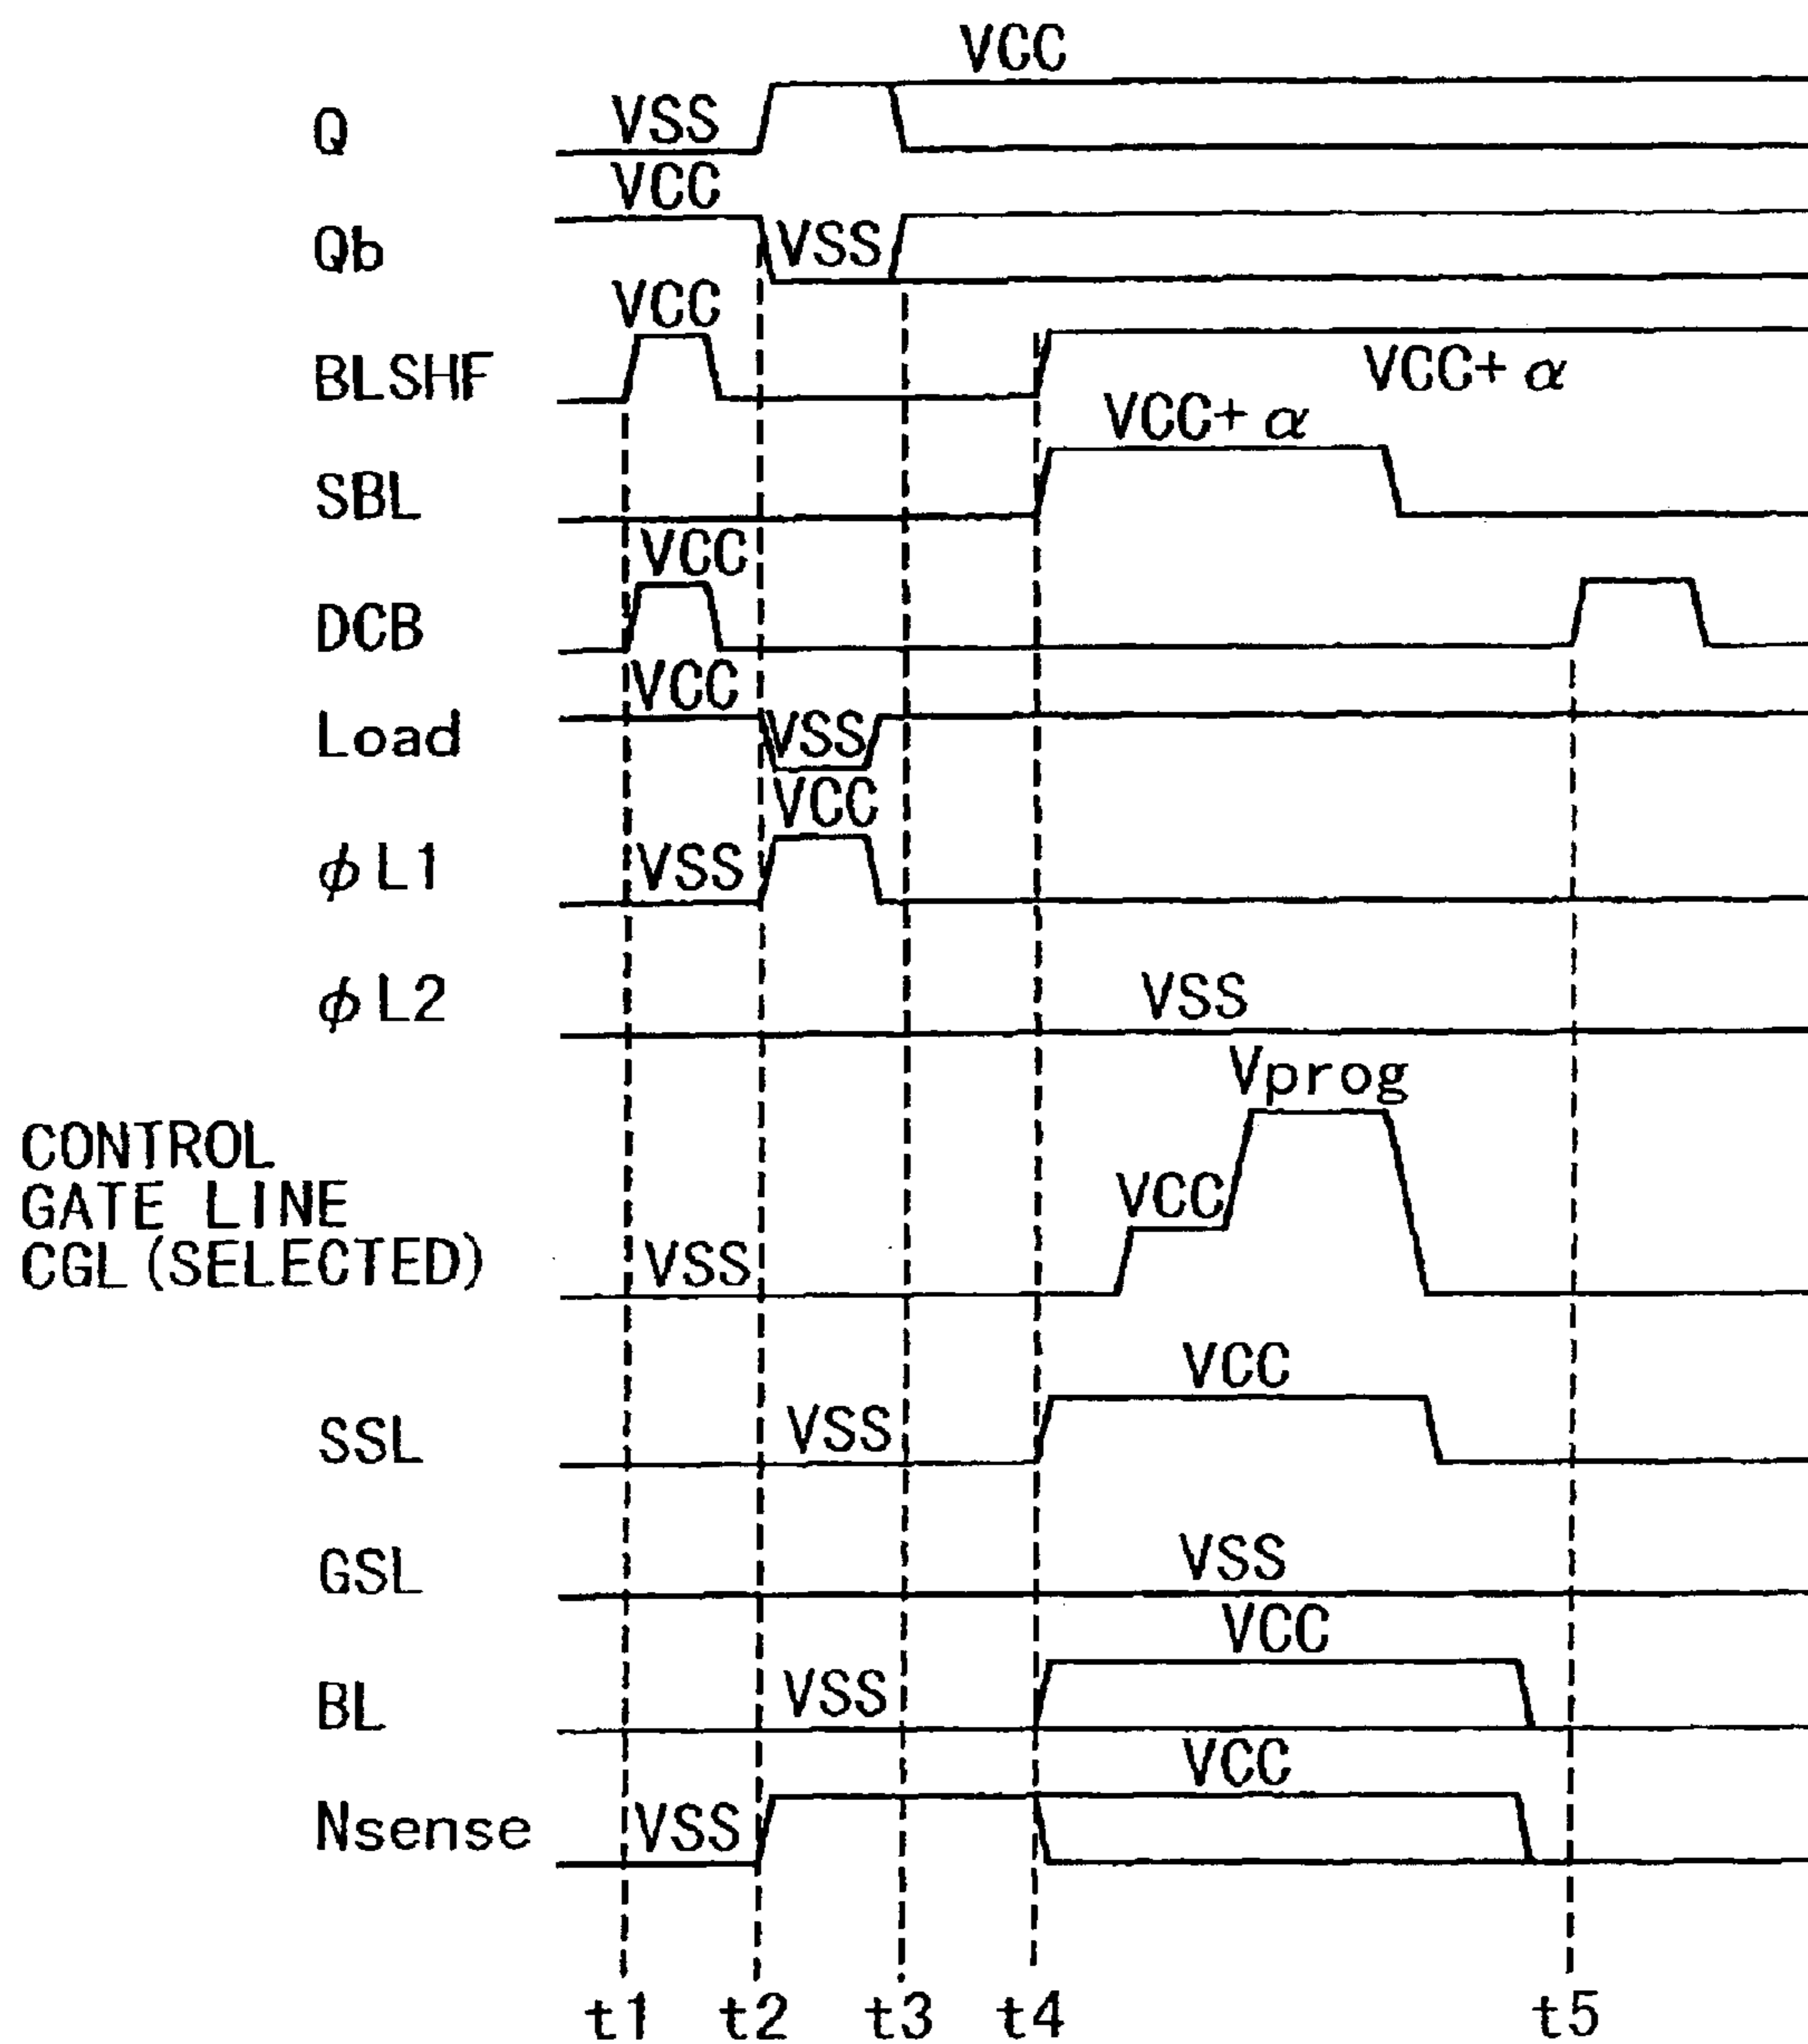 VCC
Q VSS
VCC
Qb VSS
VCC
BLSHF VCC+α
VCC+α
SBL
VCC
DCB
VCC
Load VSS
VCC
φL1 VSS
φL2 VSS
Vprog
CONTROL
GATE LINE VCC
CGL(SELECTED) VSS
VCC
SSL VSS
GSL VSS
VCC
BL VSS
VCC
Nsense VSS
t1 t2 t3 t4 t5